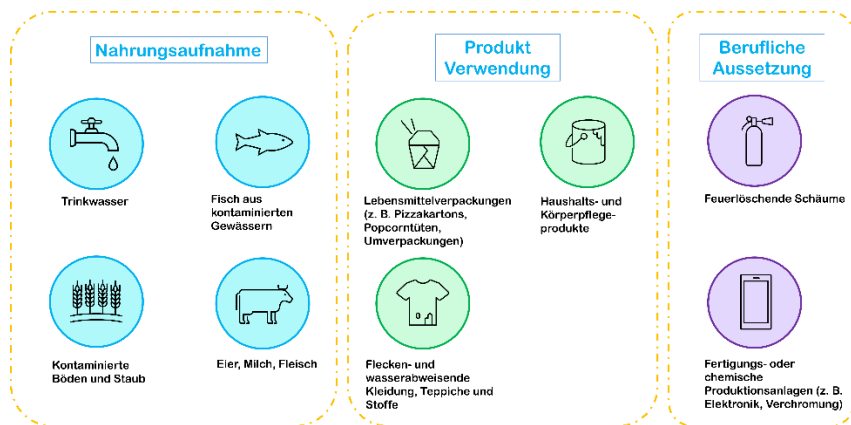 Nahrungsaufnahme
Trinkwasser
Fisch aus
kontaminierten
Gewässern
Kontaminierte
Böden und Staub
Eier, Milch, Fleisch
Produkt
Verwendung
Lebensmittelverpackungen
(z. B. Pizzakartons,
Popcorntüten,
Umverpackungen)
Haushalts- und
Körperpflege-
produkte
Flecken- und
wasserabweisende
Kleidung, Teppiche und
Stoffe
Berufliche
Aussetzung
Feuerlöschende Schäume
Fertigungs- oder
chemische
Produktionsanlagen (z. B.
Elektronik, Verchromung)